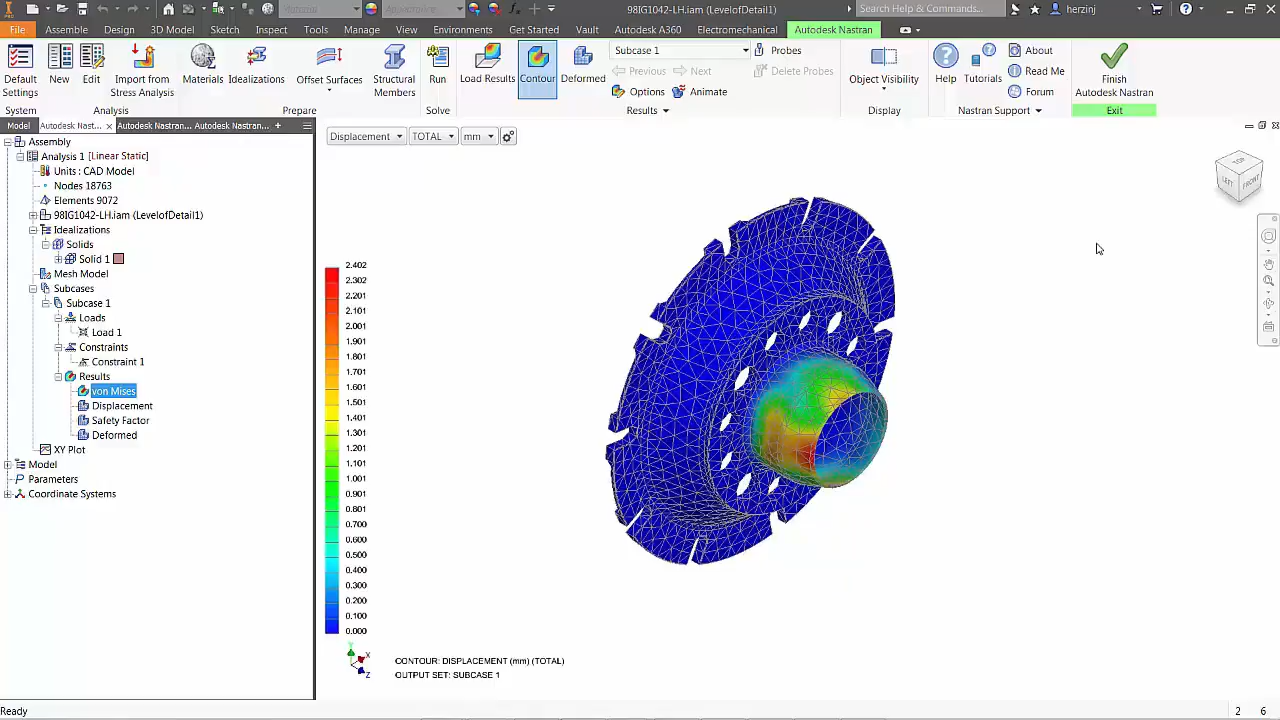 98IG1042-LH.iam (LevelofDetail1)
Search Help & Commands...
herzinj
File Assembly Design 3D Model Sketch Inspect Tools Manage View Environments Get Started Vault Autodesk A360 Electromechanical Autodesk Nastran
Default Settings
New
Edit
Import from Stress Analysis
Materials
Idealizations
Offset Surfaces
Structural Members
Run
Load Results
Contour
Deformed
Subcase 1
Previous
Next
Options
Animate
Probes
Delete Probes
Object Visibility
Help
Tutorials
About
Read Me
Forum
Finish Autodesk Nastran
System Analysis Prepare Solve Results Display Nastran Support Exit
Model Autodesk Nast... Autodesk Nastran... Autodesk Nastran...
Assembly
Analysis 1 [Linear Static]
Units : CAD Model
Nodes 18763
Elements 9072
98IG1042-LH.iam (LevelofDetail1)
Idealizations
Solids
Solid 1
Mesh Model
Subcases
Subcase 1
Loads
Load 1
Constraints
Constraint 1
Results
von Mises
Displacement
Safety Factor
Deformed
XY Plot
Model
Parameters
Coordinate Systems
Displacement TOTAL mm
TOP
LEFT
FRONT
2.402
2.302
2.201
2.101
2.001
1.901
1.801
1.701
1.601
1.501
1.401
1.301
1.201
1.101
1.001
0.901
0.801
0.700
0.600
0.500
0.400
0.300
0.200
0.100
0.000
Y
X
Z
CONTOUR: DISPLACEMENT (mm) (TOTAL)
OUTPUT SET: SUBCASE 1
Ready
2 6